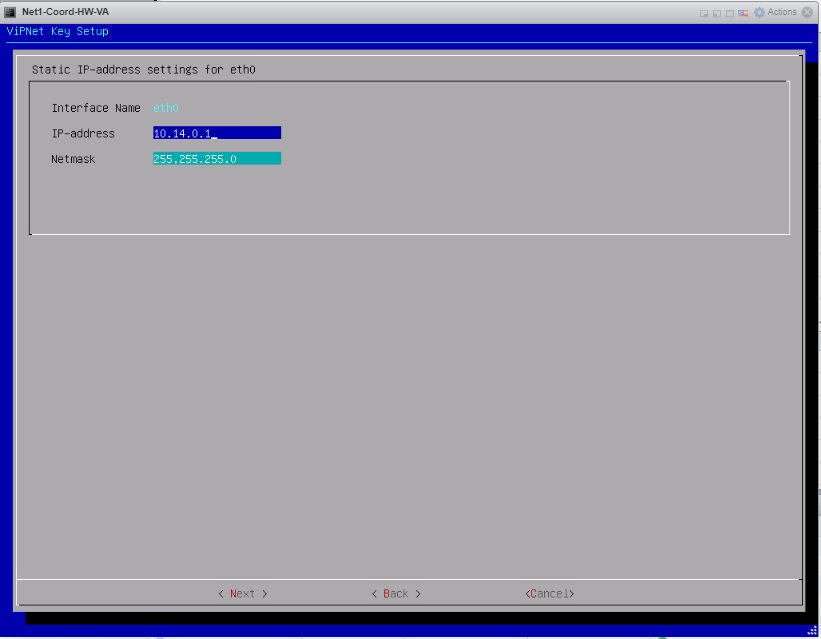 Net1-Coord-HW-VA Actions
ViPNet Key Setup
Static IP-address settings for eth0
Interface Name eth0
IP-address 10.14.0.1_
Netmask 255.255.255.0
< Next > < Back > <Cancel>